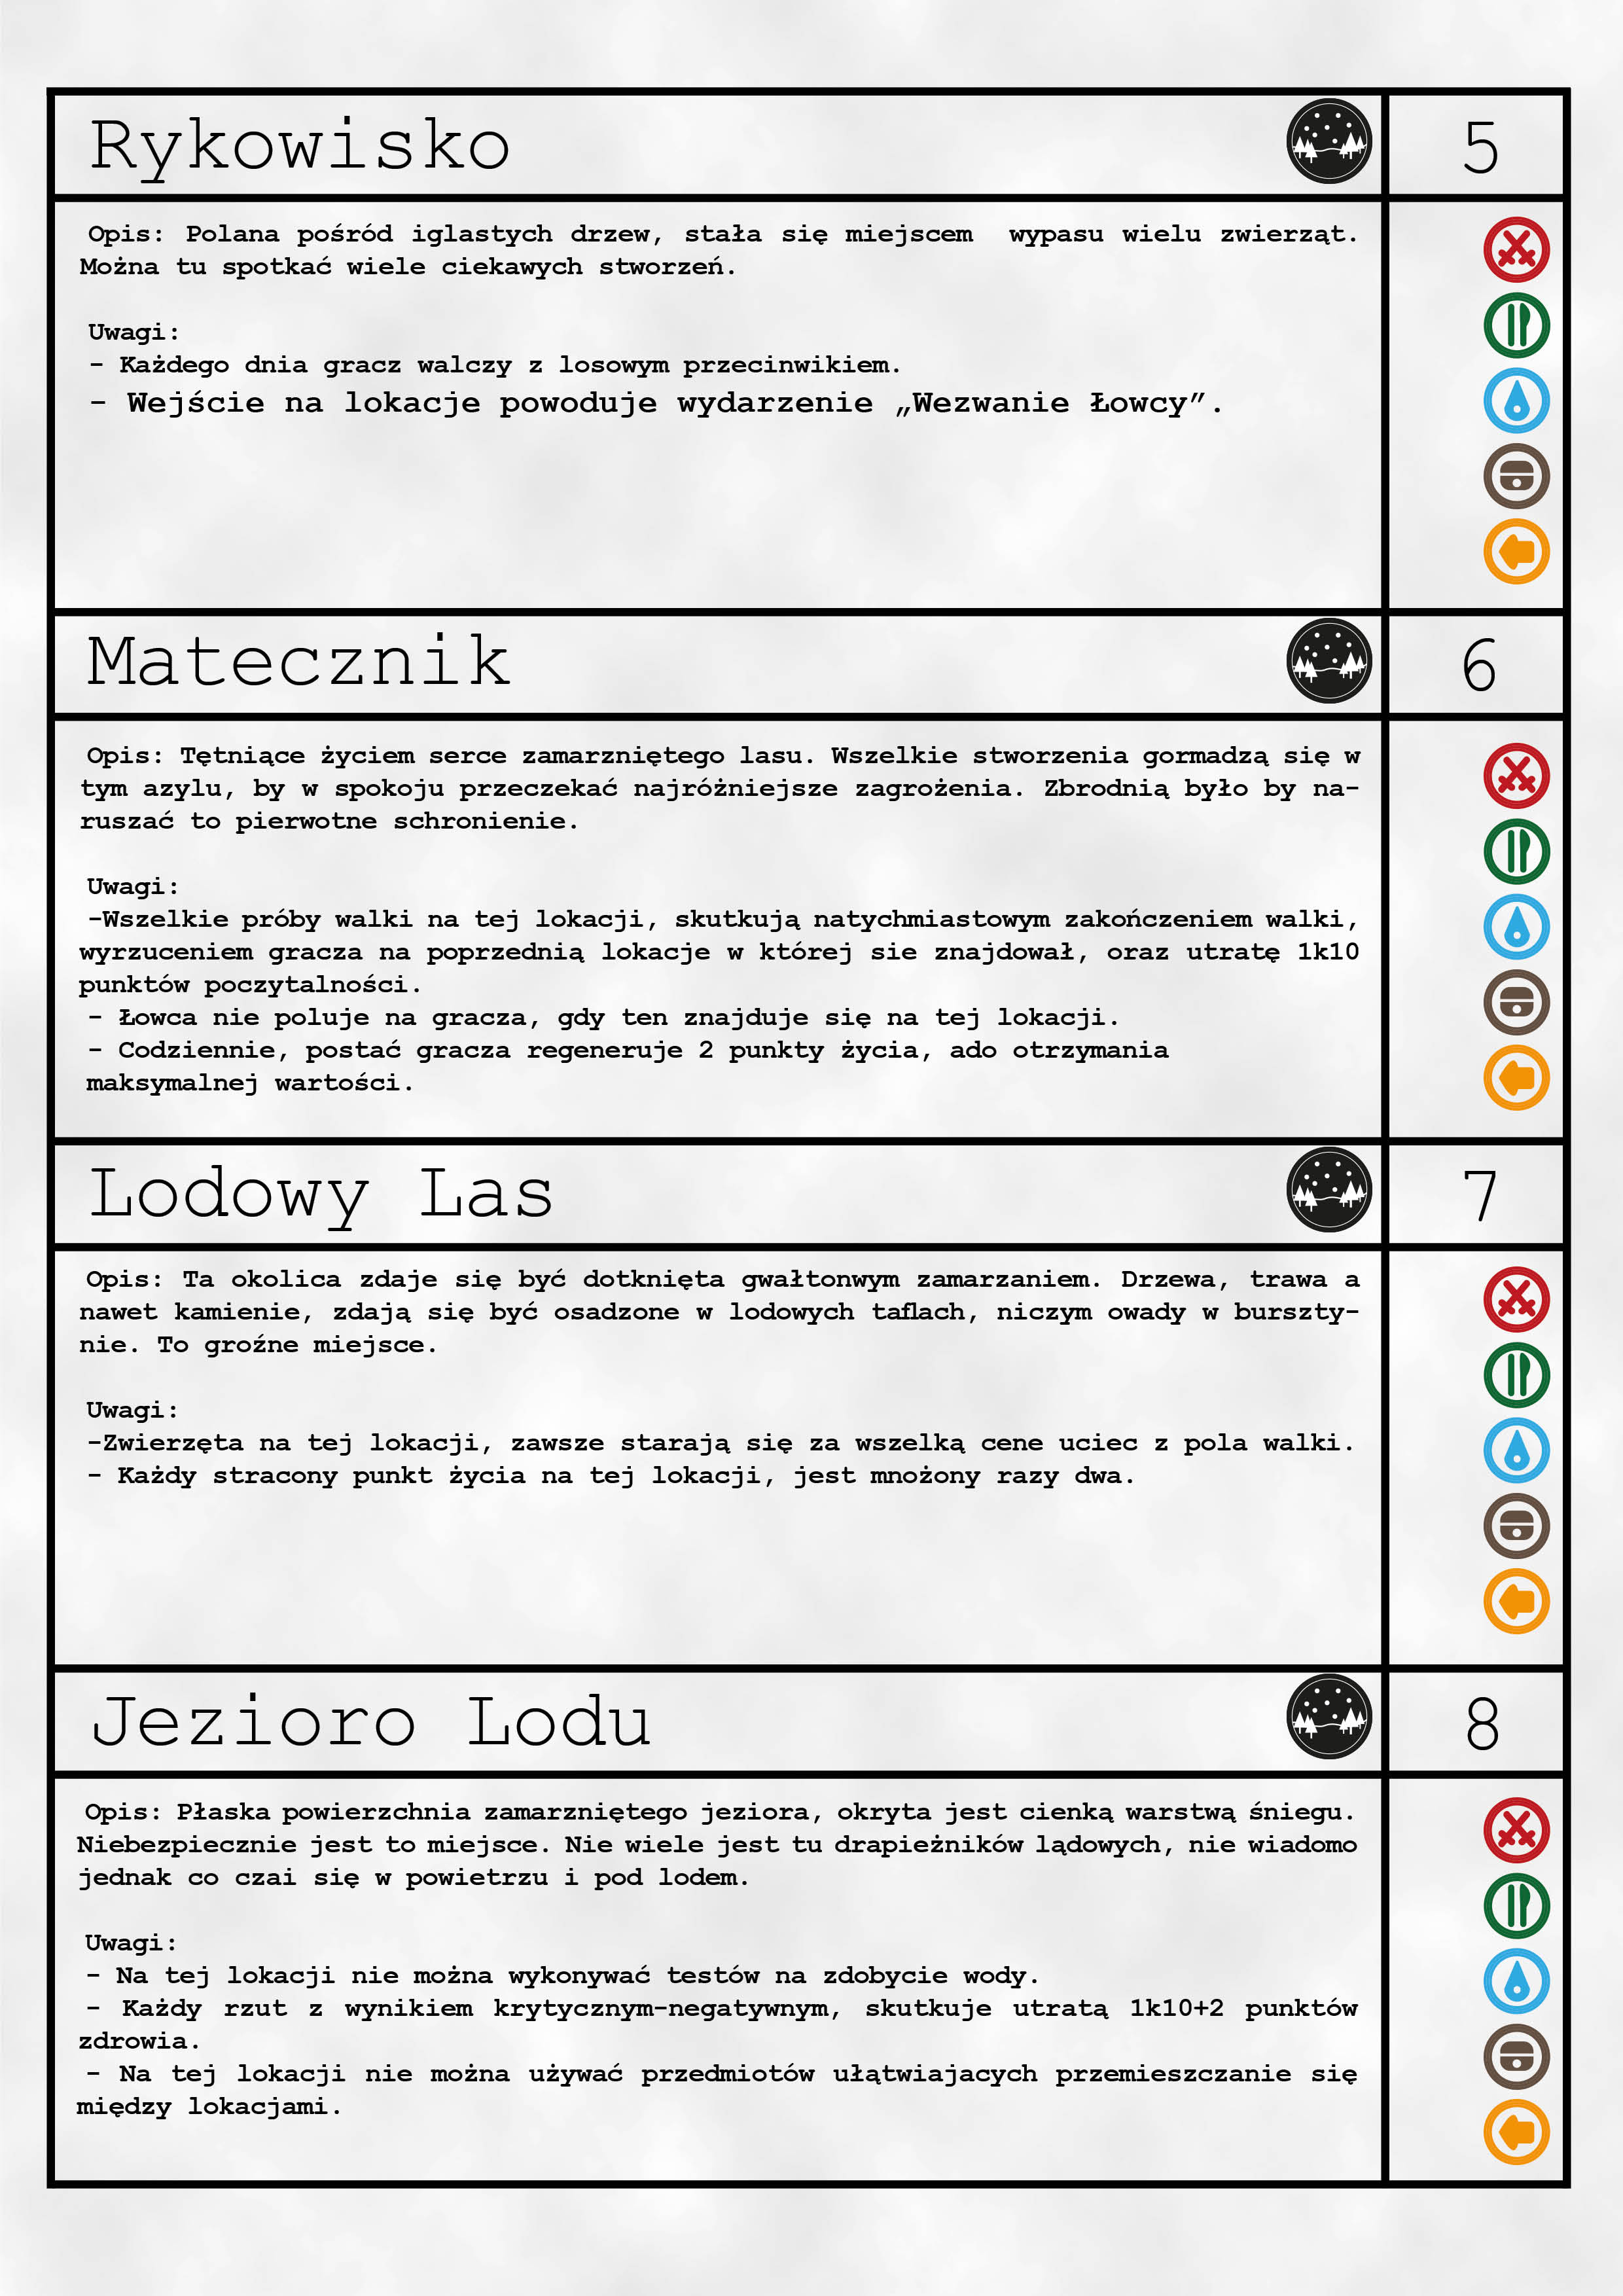 Rykowisko
5
Opis: Polana pośród iglastych drzew, stała się miejscem wypasu wielu zwierząt.
Można tu spotkać wiele ciekawych stworzeń.
Uwagi:
- Każdego dnia gracz walczy z losowym przecinwikiem.
- Wejście na lokacje powoduje wydarzenie „Wezwanie Łowcy”.
Matecznik
6
Opis: Tętniące życiem serce zamarzniętego lasu. Wszelkie stworzenia gormadzą się w
tym azylu, by w spokoju przeczekać najróżniejsze zagrożenia. Zbrodnią było by na-
ruszać to pierwotne schronienie.
Uwagi:
-Wszelkie próby walki na tej lokacji, skutkują natychmiastowym zakończeniem walki,
wyrzuceniem gracza na poprzednią lokacje w której sie znajdował, oraz utratę 1k10
punktów poczytalności.
- Łowca nie poluje na gracza, gdy ten znajduje się na tej lokacji.
- Codziennie, postać gracza regeneruje 2 punkty życia, ado otrzymania
maksymalnej wartości.
Lodowy Las
7
Opis: Ta okolica zdaje się być dotknięta gwałtonwym zamarzaniem. Drzewa, trawa a
nawet kamienie, zdają się być osadzone w lodowych taflach, niczym owady w burszty-
nie. To groźne miejsce.
Uwagi:
-Zwierzęta na tej lokacji, zawsze starają się za wszelką cene uciec z pola walki.
- Każdy stracony punkt życia na tej lokacji, jest mnożony razy dwa.
Jezioro Lodu
8
Opis: Płaska powierzchnia zamarzniętego jeziora, okryta jest cienką warstwą śniegu.
Niebezpiecznie jest to miejsce. Nie wiele jest tu drapieżników lądowych, nie wiadomo
jednak co czai się w powietrzu i pod lodem.
Uwagi:
- Na tej lokacji nie można wykonywać testów na zdobycie wody.
- Każdy rzut z wynikiem krytycznym-negatywnym, skutkuje utratą 1k10+2 punktów
zdrowia.
- Na tej lokacji nie można używać przedmiotów ułątwiajacych przemieszczanie się
między lokacjami.